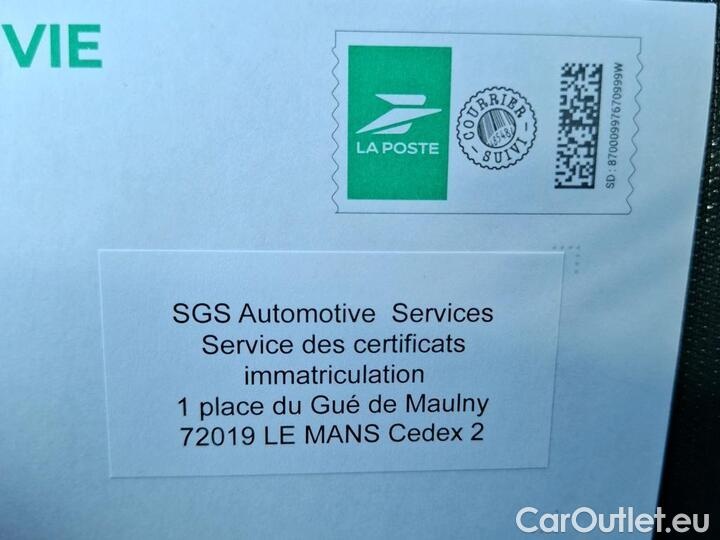 VIE
LA POSTE
COURRIER
SUIVI
SD : 87000997670999W
SGS Automotive Services
Service des certificats
immatriculation
1 place du Gué de Maulny
72019 LE MANS Cedex 2
CarOutlet.eu